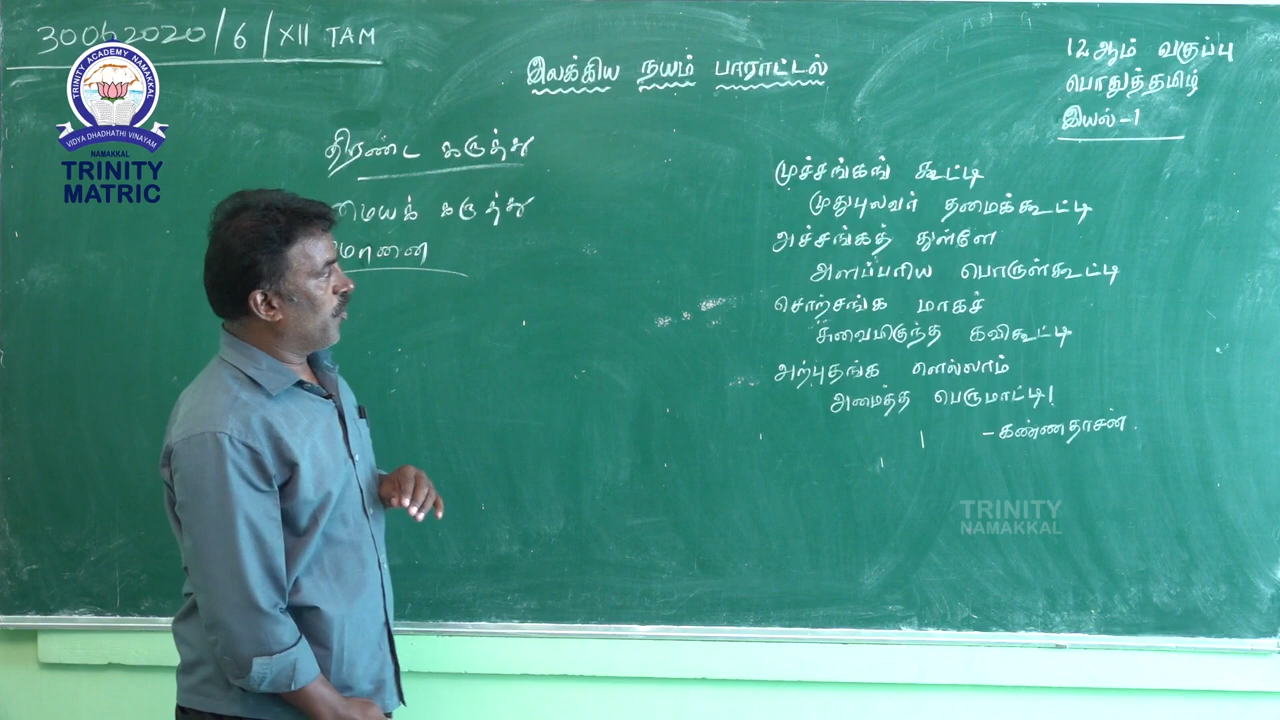 30062020/6/XII TAM
TRINITY ACADEMY NAMAKKAL
VIDYA DHADHATHI VINAYAM
NAMAKKAL
TRINITY
MATRIC
இலக்கிய நயம் பாராட்டல்
12ஆம் வகுப்பு
பொதுத்தமிழ்
இயல்-1
திரண்ட கருத்து
மையக் கருத்து
மோனை
முச்சங்கங் கூட்டி
முதுபுலவர் தமைக்கூட்டி
அச்சங்கத் துள்ளே
அளப்பரிய பொருள்கூட்டி
சொற்சங்க மாகச்
சுவைமிகுந்த கவிகூட்டி
அற்புதங்க ளெல்லாம்
அமைத்த பெருமாட்டி!
-கண்ணதாசன்.
TRINITY
NAMAKKAL